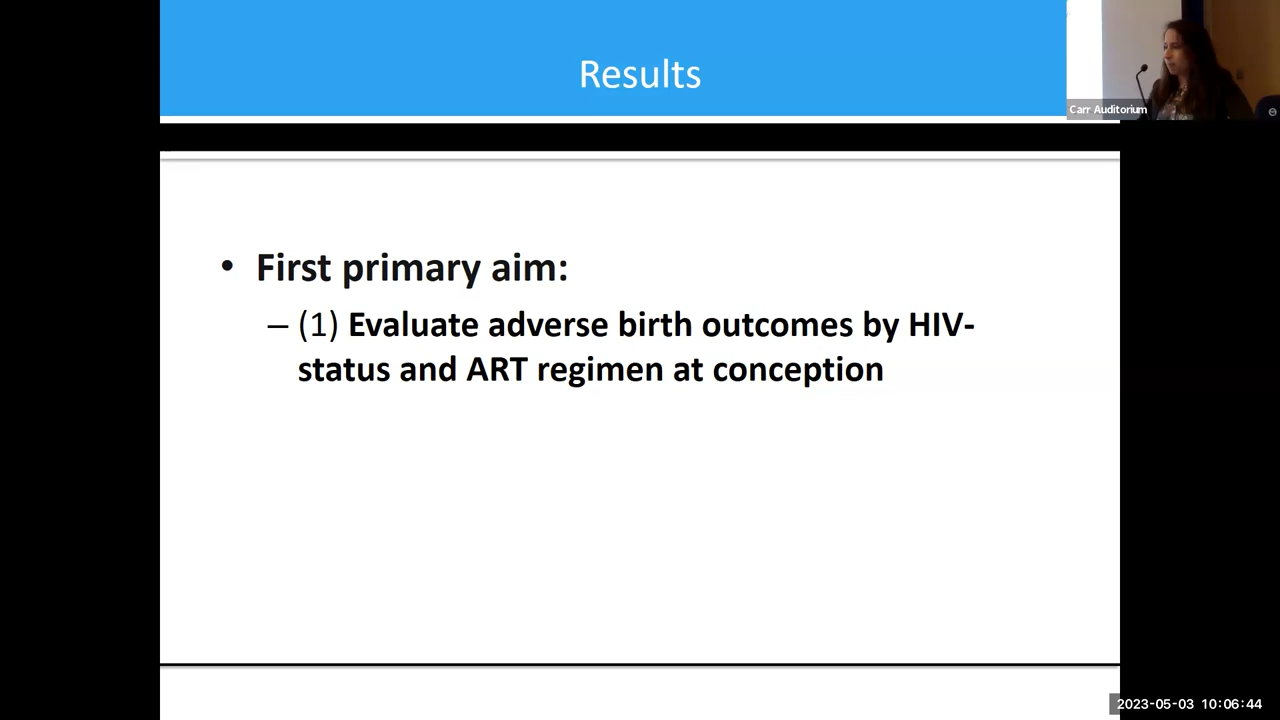 Results
Carr Auditorium
• First primary aim:
– (1) Evaluate adverse birth outcomes by HIV-
status and ART regimen at conception
2023-05-03 10:06:44